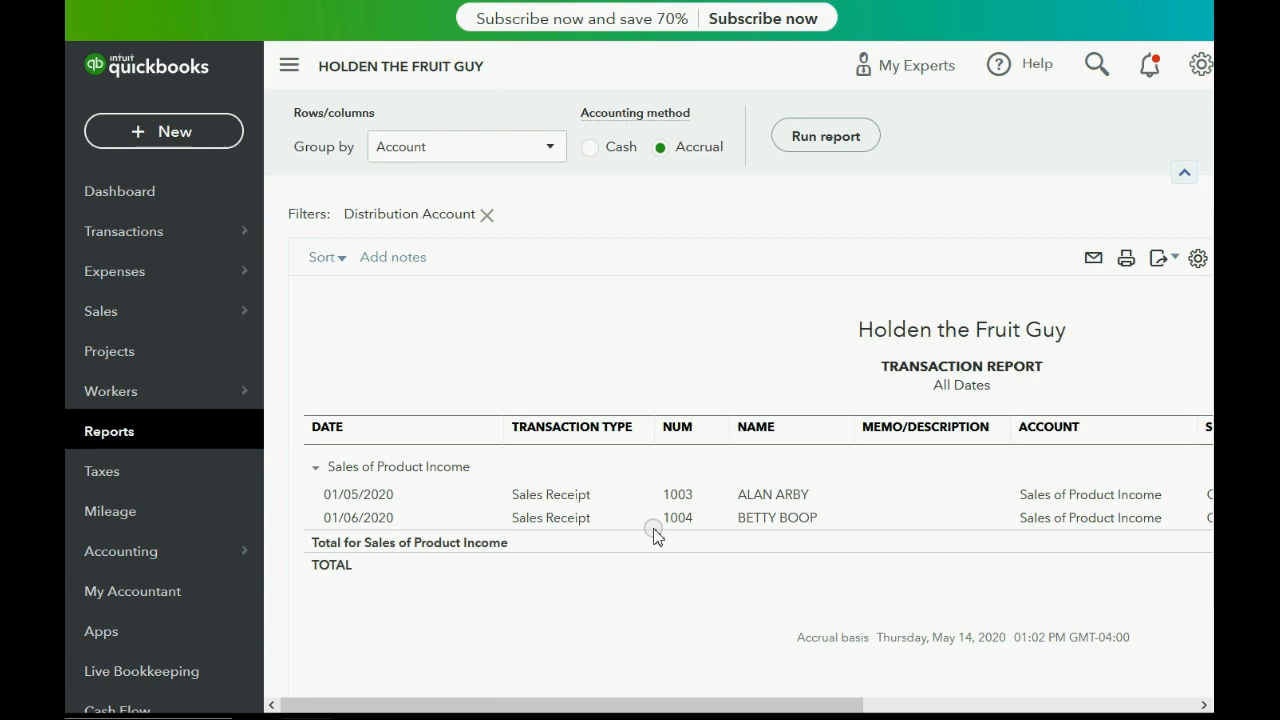 Subscribe now and save 70% Subscribe now
intuit quickbooks
HOLDEN THE FRUIT GUY
My Experts
Help
+ New
Rows/columns
Accounting method
Group by Account
Cash
Accrual
Run report
Dashboard
Transactions
Expenses
Sales
Projects
Workers
Reports
Taxes
Mileage
Accounting
My Accountant
Apps
Live Bookkeeping
Cash Flow
Filters: Distribution Account
Sort Add notes
Holden the Fruit Guy
TRANSACTION REPORT
All Dates
DATE TRANSACTION TYPE NUM NAME MEMO/DESCRIPTION ACCOUNT S
Sales of Product Income
01/05/2020 Sales Receipt 1003 ALAN ARBY Sales of Product Income
01/06/2020 Sales Receipt 1004 BETTY BOOP Sales of Product Income
Total for Sales of Product Income
TOTAL
Accrual basis Thursday, May 14, 2020 01:02 PM GMT-04:00